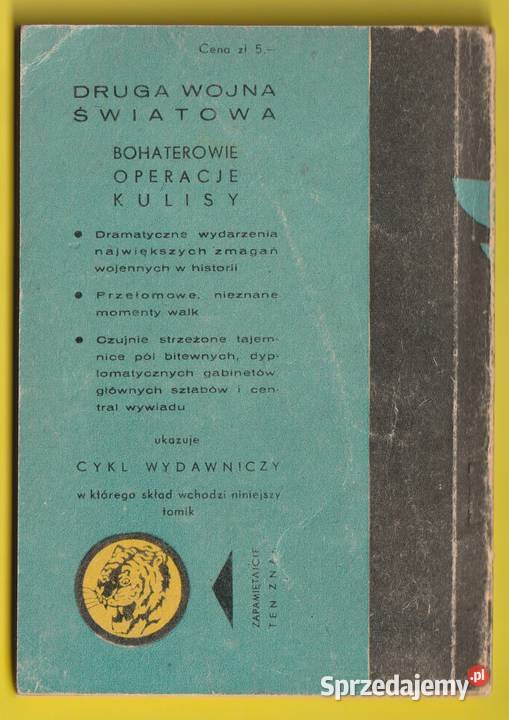 Cena zł 5.-
DRUGA WOJNA
ŚWIATOWA
BOHATEROWIE
OPERACJE
KULISY
Dramatyczne wydarzenia
największych zmagań
wojennych w historii
Przełomowe, nieznane
momenty walk
Czujnie strzeżone tajem-
nice pól bitewnych, dyp-
lomatycznych gabinetów
głównych sztabów i cen-
tral wywiadu
ukazuje
CYKL WYDAWNICZY
w którego skład wchodzi niniejszy
tomik
ZAPAMIĘTAJCIE
TEN ZNAK
Sprzedajemy.pl